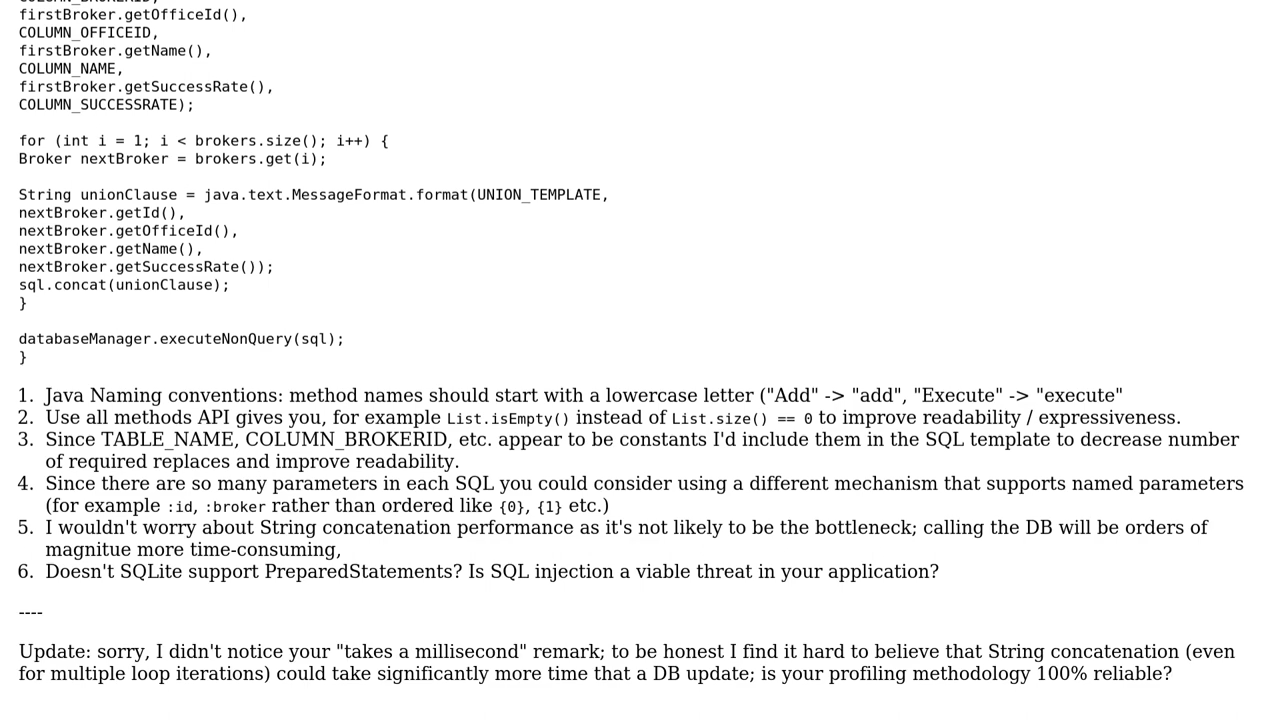 COLUMN_BROKERID,
firstBroker.getOfficeId(),
COLUMN_OFFICEID,
firstBroker.getName(),
COLUMN_NAME,
firstBroker.getSuccessRate(),
COLUMN_SUCCESSRATE);
for (int i = 1; i < brokers.size(); i++) {
Broker nextBroker = brokers.get(i);
String unionClause = java.text.MessageFormat.format(UNION_TEMPLATE,
nextBroker.getId(),
nextBroker.getOfficeId(),
nextBroker.getName(),
nextBroker.getSuccessRate());
sql.concat(unionClause);
}
databaseManager.executeNonQuery(sql);
}
1. Java Naming conventions: method names should start with a lowercase letter ("Add" -> "add", "Execute" -> "execute"
2. Use all methods API gives you, for example List.isEmpty() instead of List.size() == 0 to improve readability / expressiveness.
3. Since TABLE_NAME, COLUMN_BROKERID, etc. appear to be constants I'd include them in the SQL template to decrease number
of required replaces and improve readability.
4. Since there are so many parameters in each SQL you could consider using a different mechanism that supports named parameters
(for example :id, :broker rather than ordered like {0}, {1} etc.)
5. I wouldn't worry about String concatenation performance as it's not likely to be the bottleneck; calling the DB will be orders of
magnitue more time-consuming,
6. Doesn't SQLite support PreparedStatements? Is SQL injection a viable threat in your application?
----
Update: sorry, I didn't notice your "takes a millisecond" remark; to be honest I find it hard to believe that String concatenation (even
for multiple loop iterations) could take significantly more time that a DB update; is your profiling methodology 100% reliable?